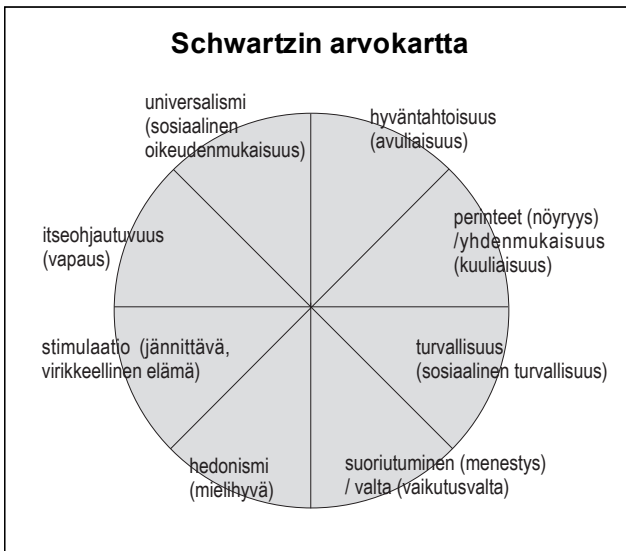 Schwartzin arvokartta
universalismi
(sosiaalinen
oikeudenmukaisuus)
hyväntahtoisuus
(avuliaisuus)
itseohjautuvuus
(vapaus)
perinteet (nöyryys)
/yhdenmukaisuus
(kuuliaisuus)
stimulaatio (jännittävä,
virikkeellinen elämä)
turvallisuus
(sosiaalinen turvallisuus)
hedonismi
(mielihyvä)
suoriutuminen (menestys)
/ valta (vaikutusvalta)